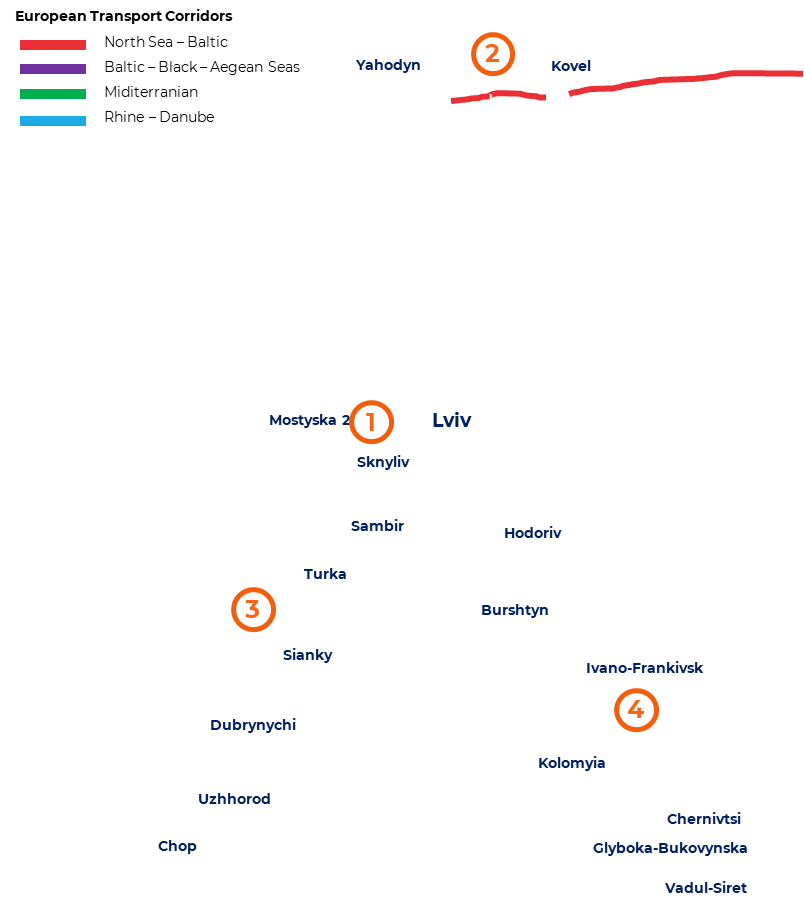 European Transport Corridors
North Sea – Baltic
Baltic – Black – Aegean Seas
Miditerranian
Rhine – Danube
Yahodyn
2
Kovel
Mostyska 2
1
Lviv
Sknyliv
Sambir
Hodoriv
Turka
3
Burshtyn
Sianky
Ivano-Frankivsk
4
Dubrynychi
Kolomyia
Uzhhorod
Chernivtsi
Chop
Glyboka-Bukovynska
Vadul-Siret